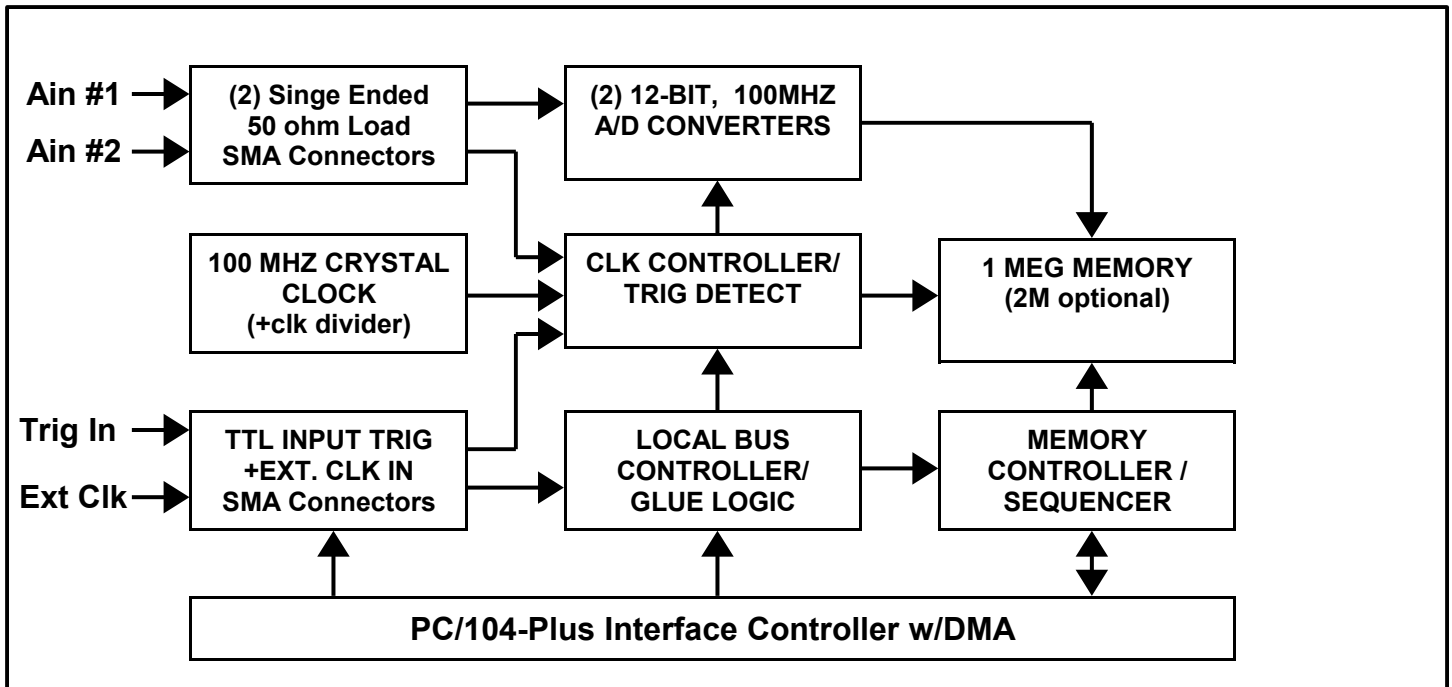 Ain #1
Ain #2
(2) Singe Ended
50 ohm Load
SMA Connectors
(2) 12-BIT, 100MHZ
A/D CONVERTERS
100 MHZ CRYSTAL
CLOCK
(+clk divider)
CLK CONTROLLER/
TRIG DETECT
1 MEG MEMORY
(2M optional)
Trig In
Ext Clk
TTL INPUT TRIG
+EXT. CLK IN
SMA Connectors
LOCAL BUS
CONTROLLER/
GLUE LOGIC
MEMORY
CONTROLLER /
SEQUENCER
PC/104-Plus Interface Controller w/DMA